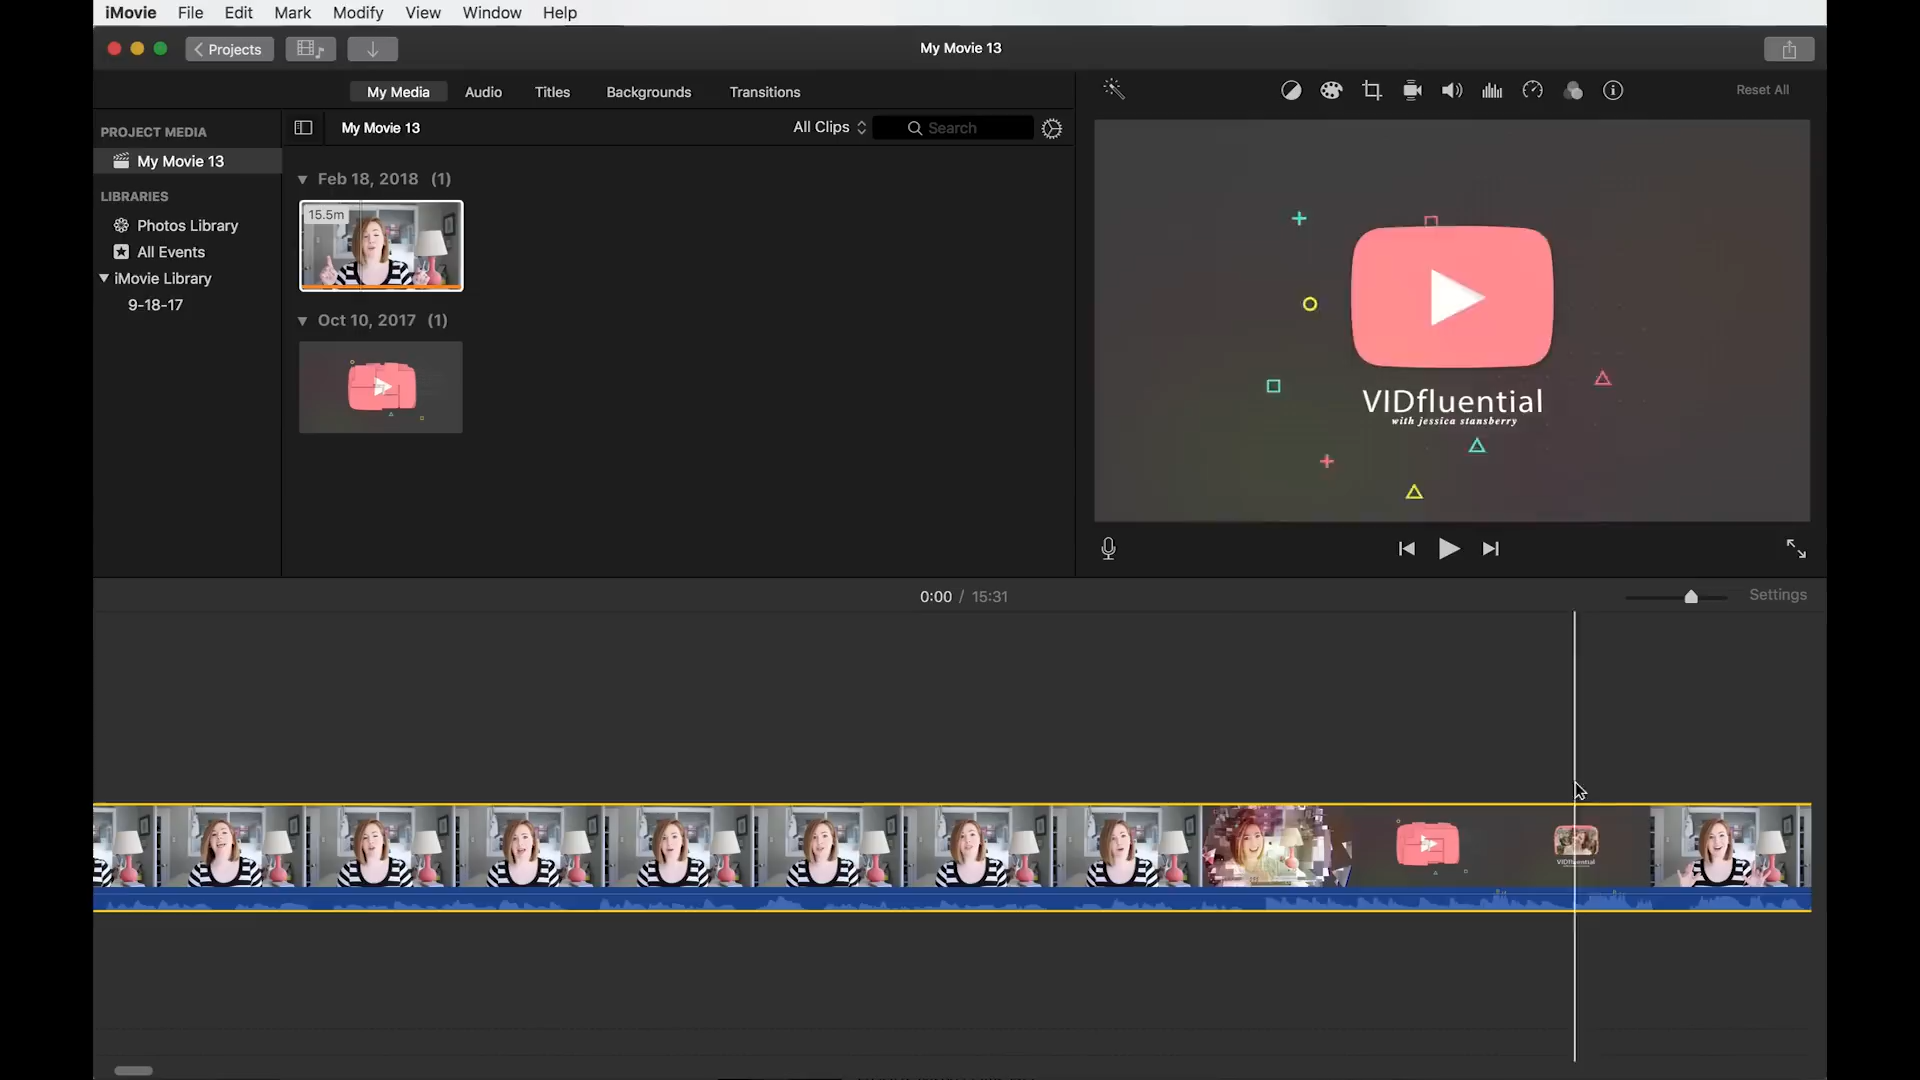 iMovie File Edit Mark Modify View Window Help
Projects
My Movie 13
My Media Audio Titles Backgrounds Transitions
Reset All
PROJECT MEDIA
My Movie 13
LIBRARIES
Photos Library
All Events
iMovie Library
9-18-17
My Movie 13
All Clips
Search
Feb 18, 2018 (1)
15.5m
Oct 10, 2017 (1)
VIDfluential
with jessica stansberry
0:00 / 15:31
Settings
VIDfluential